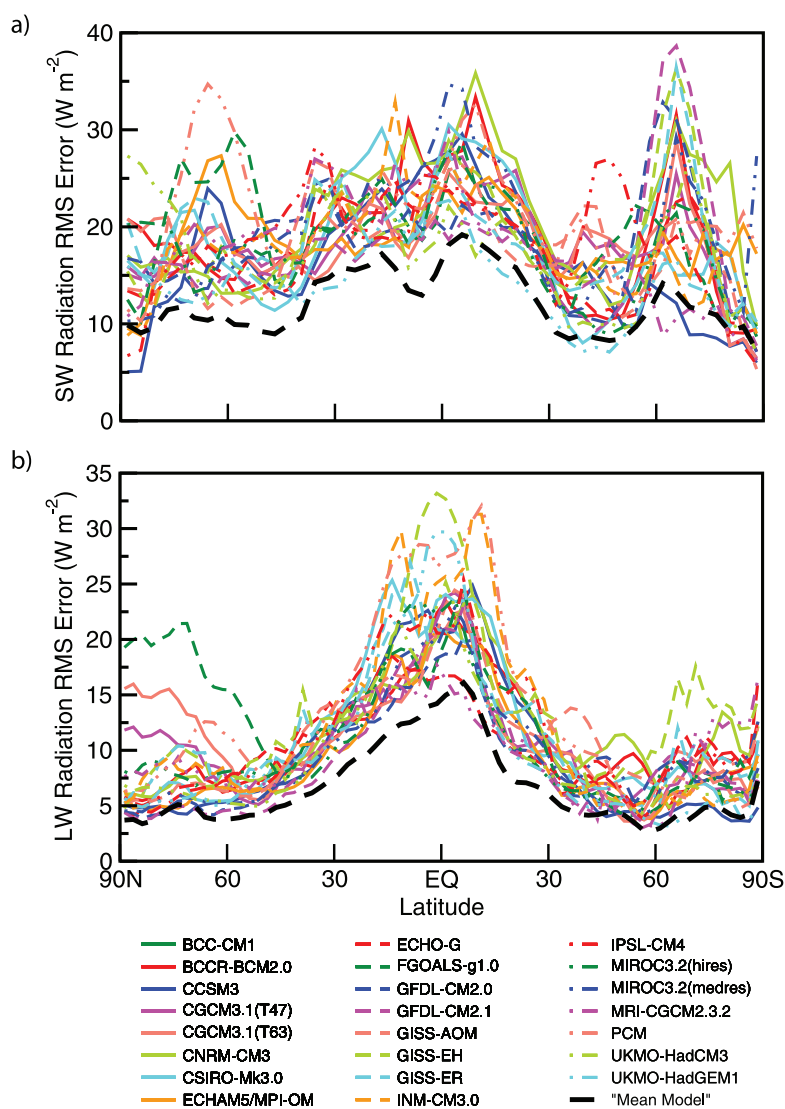 a)
40
30
20
10
0
SW Radiation RMS Error (W m-2)
b)
35
30
25
20
15
10
5
0
LW Radiation RMS Error (W m-2)
90N 60 30 EQ 30 60 90S
Latitude
BCC-CM1 ECHO-G IPSL-CM4
BCCR-BCM2.0 FGOALS-g1.0 MIROC3.2(hires)
CCSM3 GFDL-CM2.0 MIROC3.2(medres)
CGCM3.1(T47) GFDL-CM2.1 MRI-CGCM2.3.2
CGCM3.1(T63) GISS-AOM PCM
CNRM-CM3 GISS-EH UKMO-HadCM3
CSIRO-Mk3.0 GISS-ER UKMO-HadGEM1
ECHAM5/MPI-OM INM-CM3.0 "Mean Model"